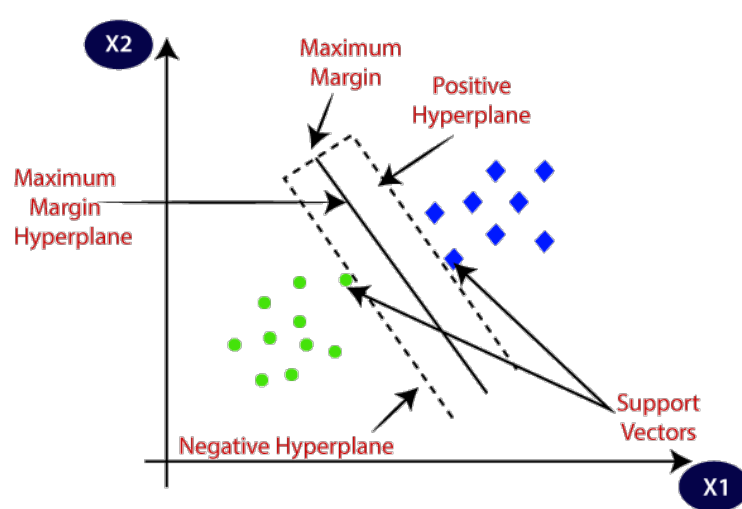 X2
Maximum
Margin
Positive
Hyperplane
Maximum
Margin
Hyperplane
Support
Vectors
Negative Hyperplane
X1